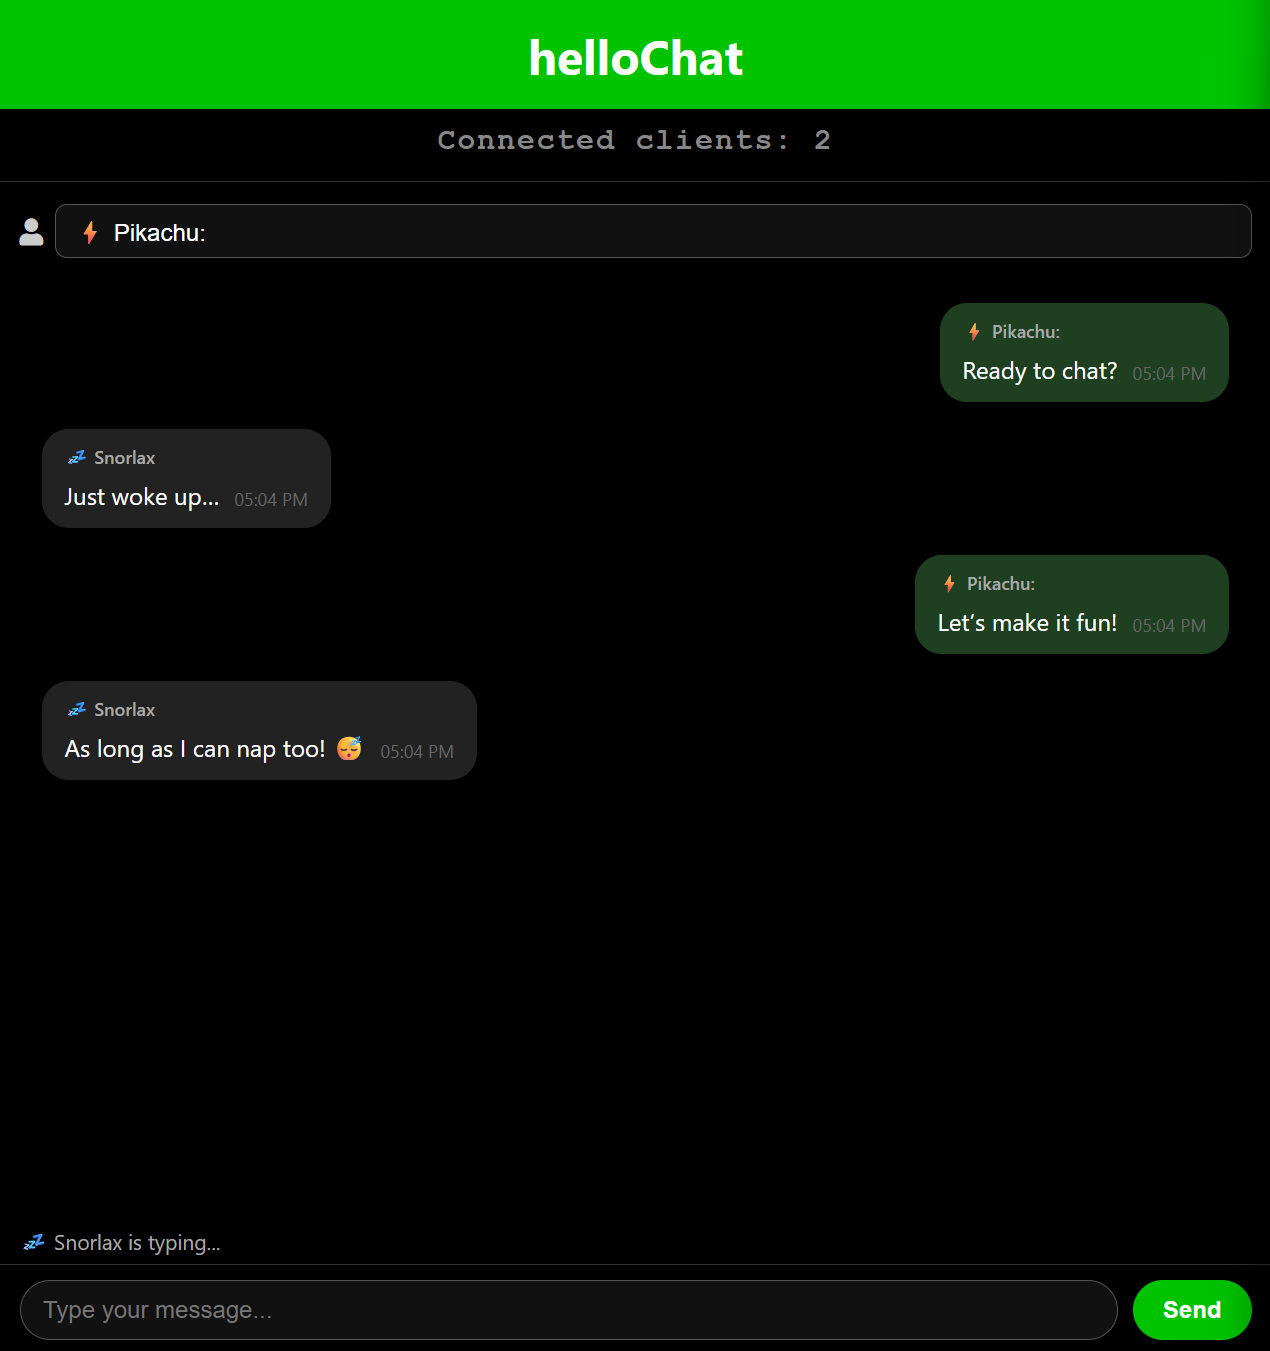 helloChat
Connected clients: 2
⚡ Pikachu:
⚡ Pikachu:
Ready to chat? 05:04 PM
💤 Snorlax
Just woke up... 05:04 PM
⚡ Pikachu:
Let’s make it fun! 05:04 PM
💤 Snorlax
As long as I can nap too! 😴 05:04 PM
💤 Snorlax is typing...
Type your message... Send